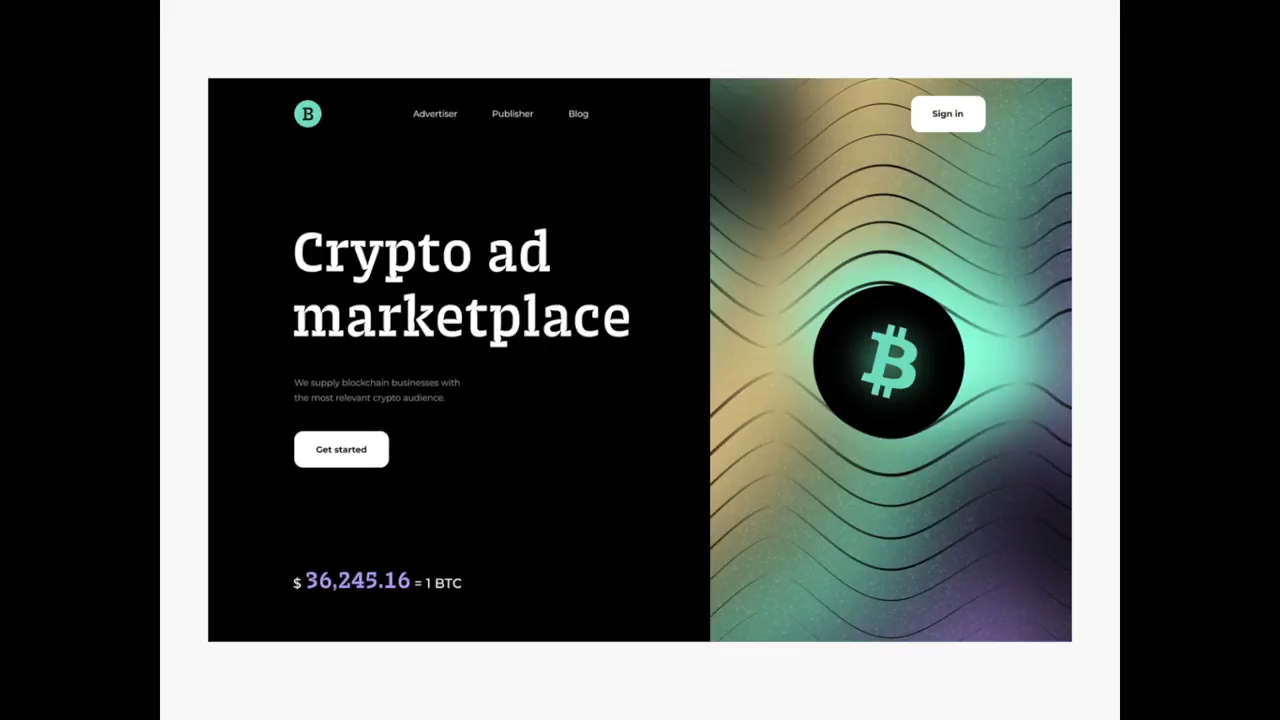 B
Advertiser Publisher Blog Sign in
Crypto ad
marketplace
We supply blockchain businesses with
the most relevant crypto audience.
Get started
$ 36,245.16 = 1 BTC